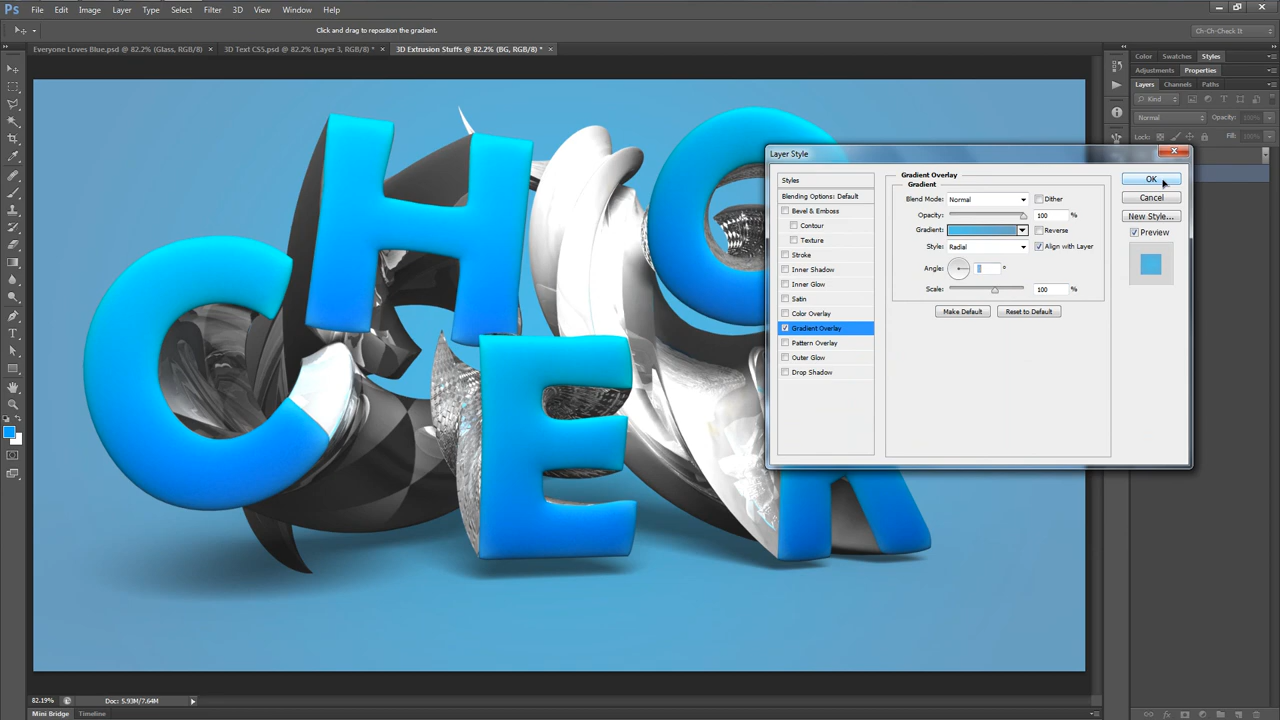 Ps File Edit Image Layer Type Select Filter 3D View Window Help
Click and drag to reposition the gradient.
Ch-Ch-Check It
Everyone Loves Blue.psd @ 82.2% (Glass, RGB/8) × 3D Text CS5.psd @ 82.2% (Layer 3, RGB/8) * × 3D Extrusion Stuffs @ 82.2% (BG, RGB/8) * ×
Color Swatches Styles
Adjustments Properties
Layers Channels Paths
Kind
Normal Opacity: 100%
Lock: Fill: 100%
CHO
ER
Layer Style
Styles
Blending Options: Default
Bevel & Emboss
Contour
Texture
Stroke
Inner Shadow
Inner Glow
Satin
Color Overlay
Gradient Overlay
Pattern Overlay
Outer Glow
Drop Shadow
Gradient Overlay
Gradient
Blend Mode: Normal Dither
Opacity: 100 %
Gradient: Reverse
Style: Radial Align with Layer
Angle: °
Scale: 100 %
Make Default Reset to Default
OK
Cancel
New Style...
Preview
82.19% Doc: 5.93M/7.64M
Mini Bridge Timeline